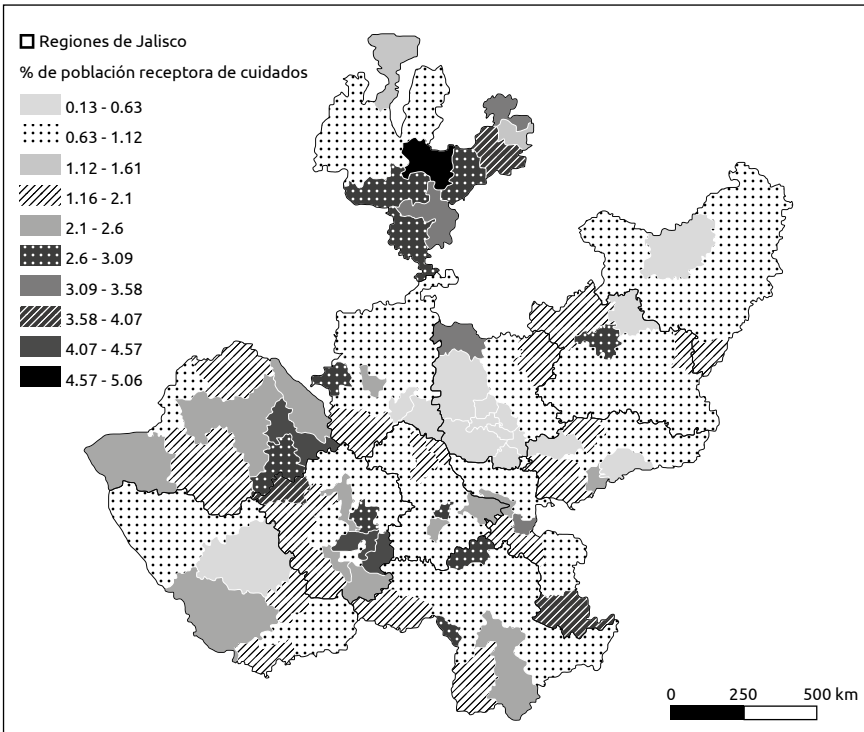 Regiones de Jalisco
% de población receptora de cuidados
0.13 - 0.63
0.63 - 1.12
1.12 - 1.61
1.16 - 2.1
2.1 - 2.6
2.6 - 3.09
3.09 - 3.58
3.58 - 4.07
4.07 - 4.57
4.57 - 5.06
0 250 500 km